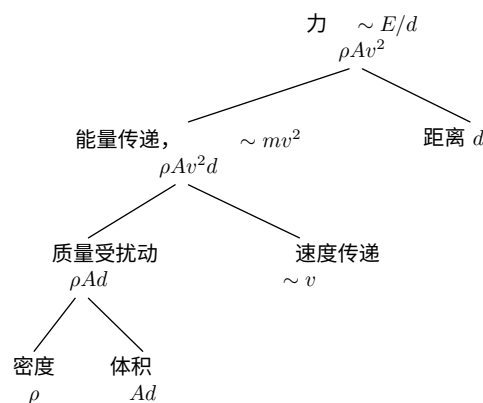 力 ∼ E/d
ρAv²
能量传递， ∼ mv²
ρAv²d
距离 d
质量受扰动
ρAd
速度传递
∼ v
密度
ρ
体积
Ad